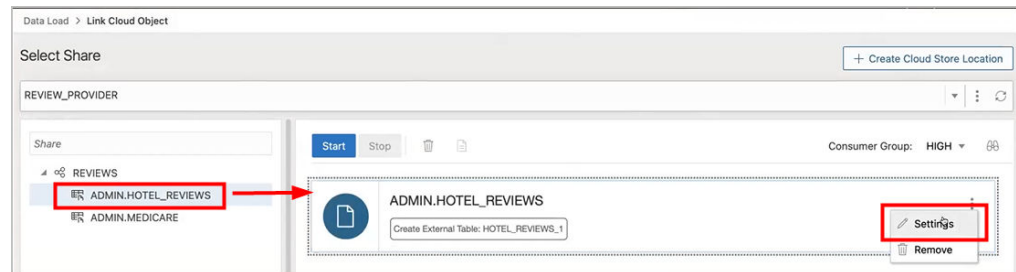 Data Load > Link Cloud Object
Select Share
+ Create Cloud Store Location
REVIEW_PROVIDER
Share
REVIEWS
ADMIN.HOTEL_REVIEWS
ADMIN.MEDICARE
Start Stop
Consumer Group: HIGH
ADMIN.HOTEL_REVIEWS
Create External Table: HOTEL_REVIEWS_1
Settings
Remove